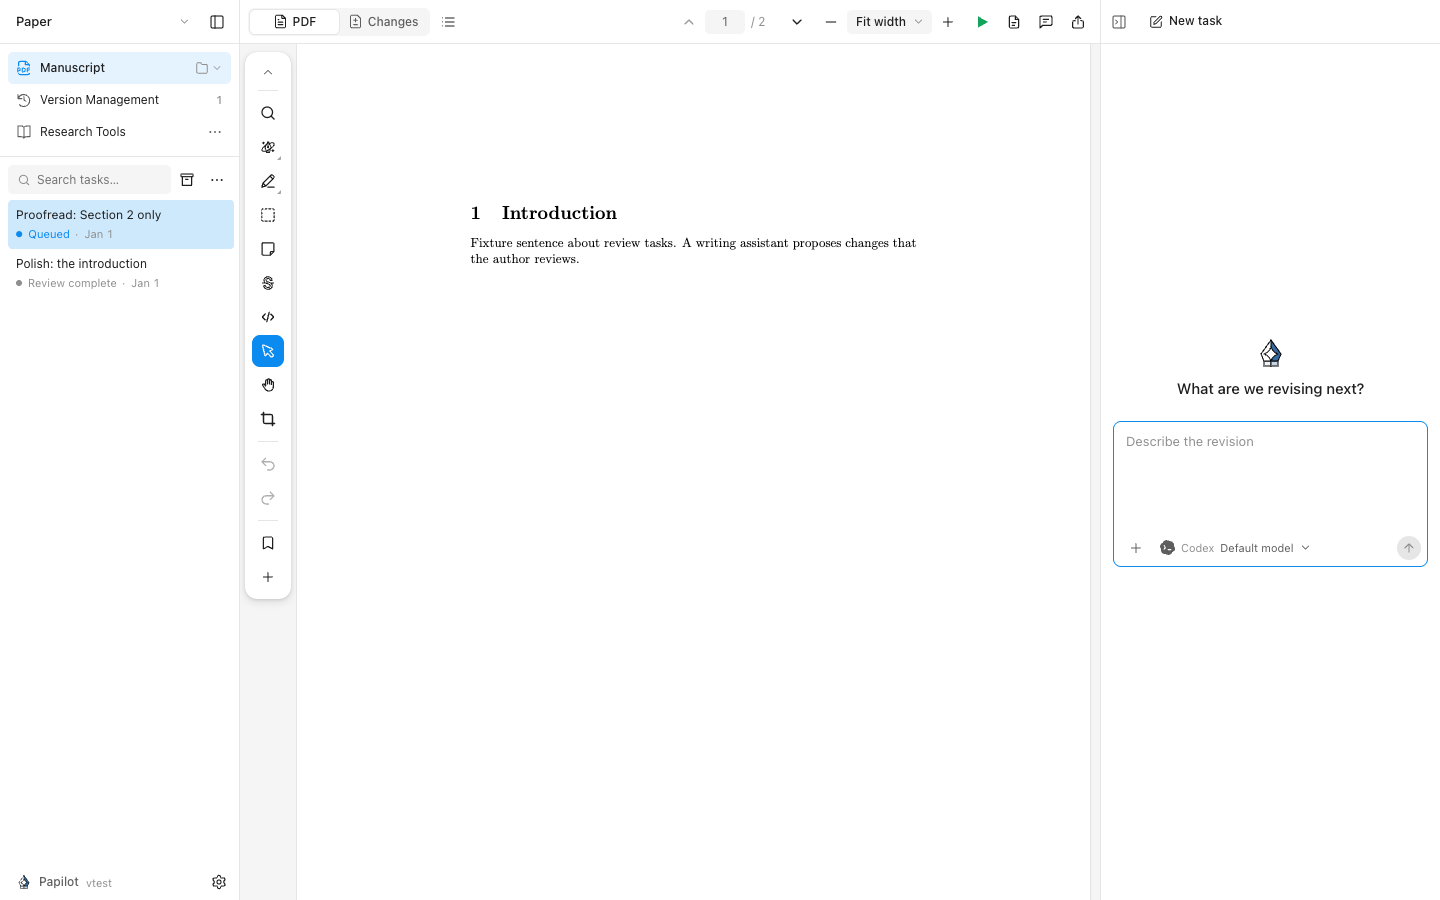 Paper
PDF
Changes
1 / 2
Fit width
New task
Manuscript
Version Management 1
Research Tools
Search tasks...
Proofread: Section 2 only
Queued · Jan 1
Polish: the introduction
Review complete · Jan 1
1 Introduction
Fixture sentence about review tasks. A writing assistant proposes changes that
the author reviews.
What are we revising next?
Describe the revision
Codex Default model
Papilot vtest